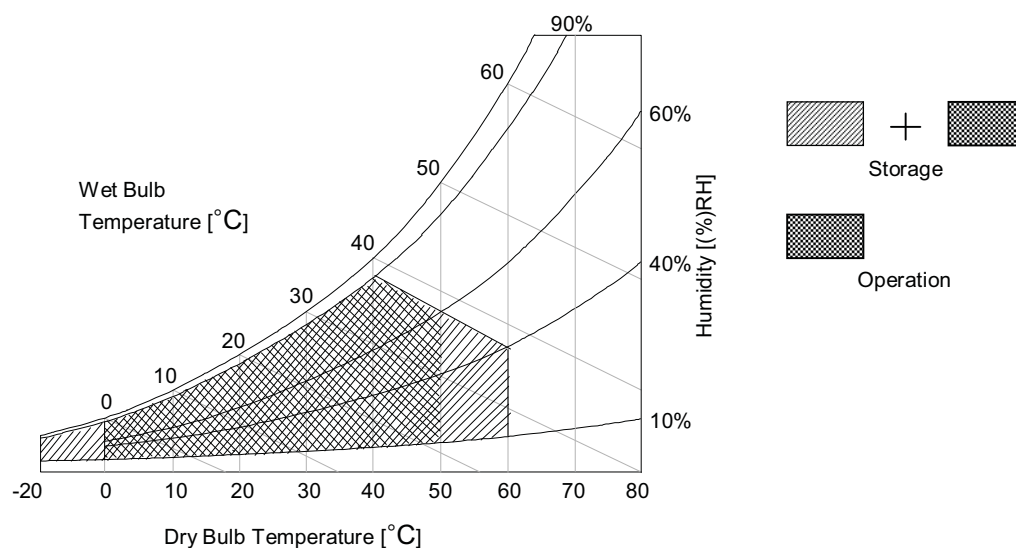 90%
60
60%
50
Wet Bulb
Temperature [°C]
Storage
40
40%
Humidity [(%)RH]
30
Operation
20
10
0
10%
-20 0 10 20 30 40 50 60 70 80
Dry Bulb Temperature [°C]